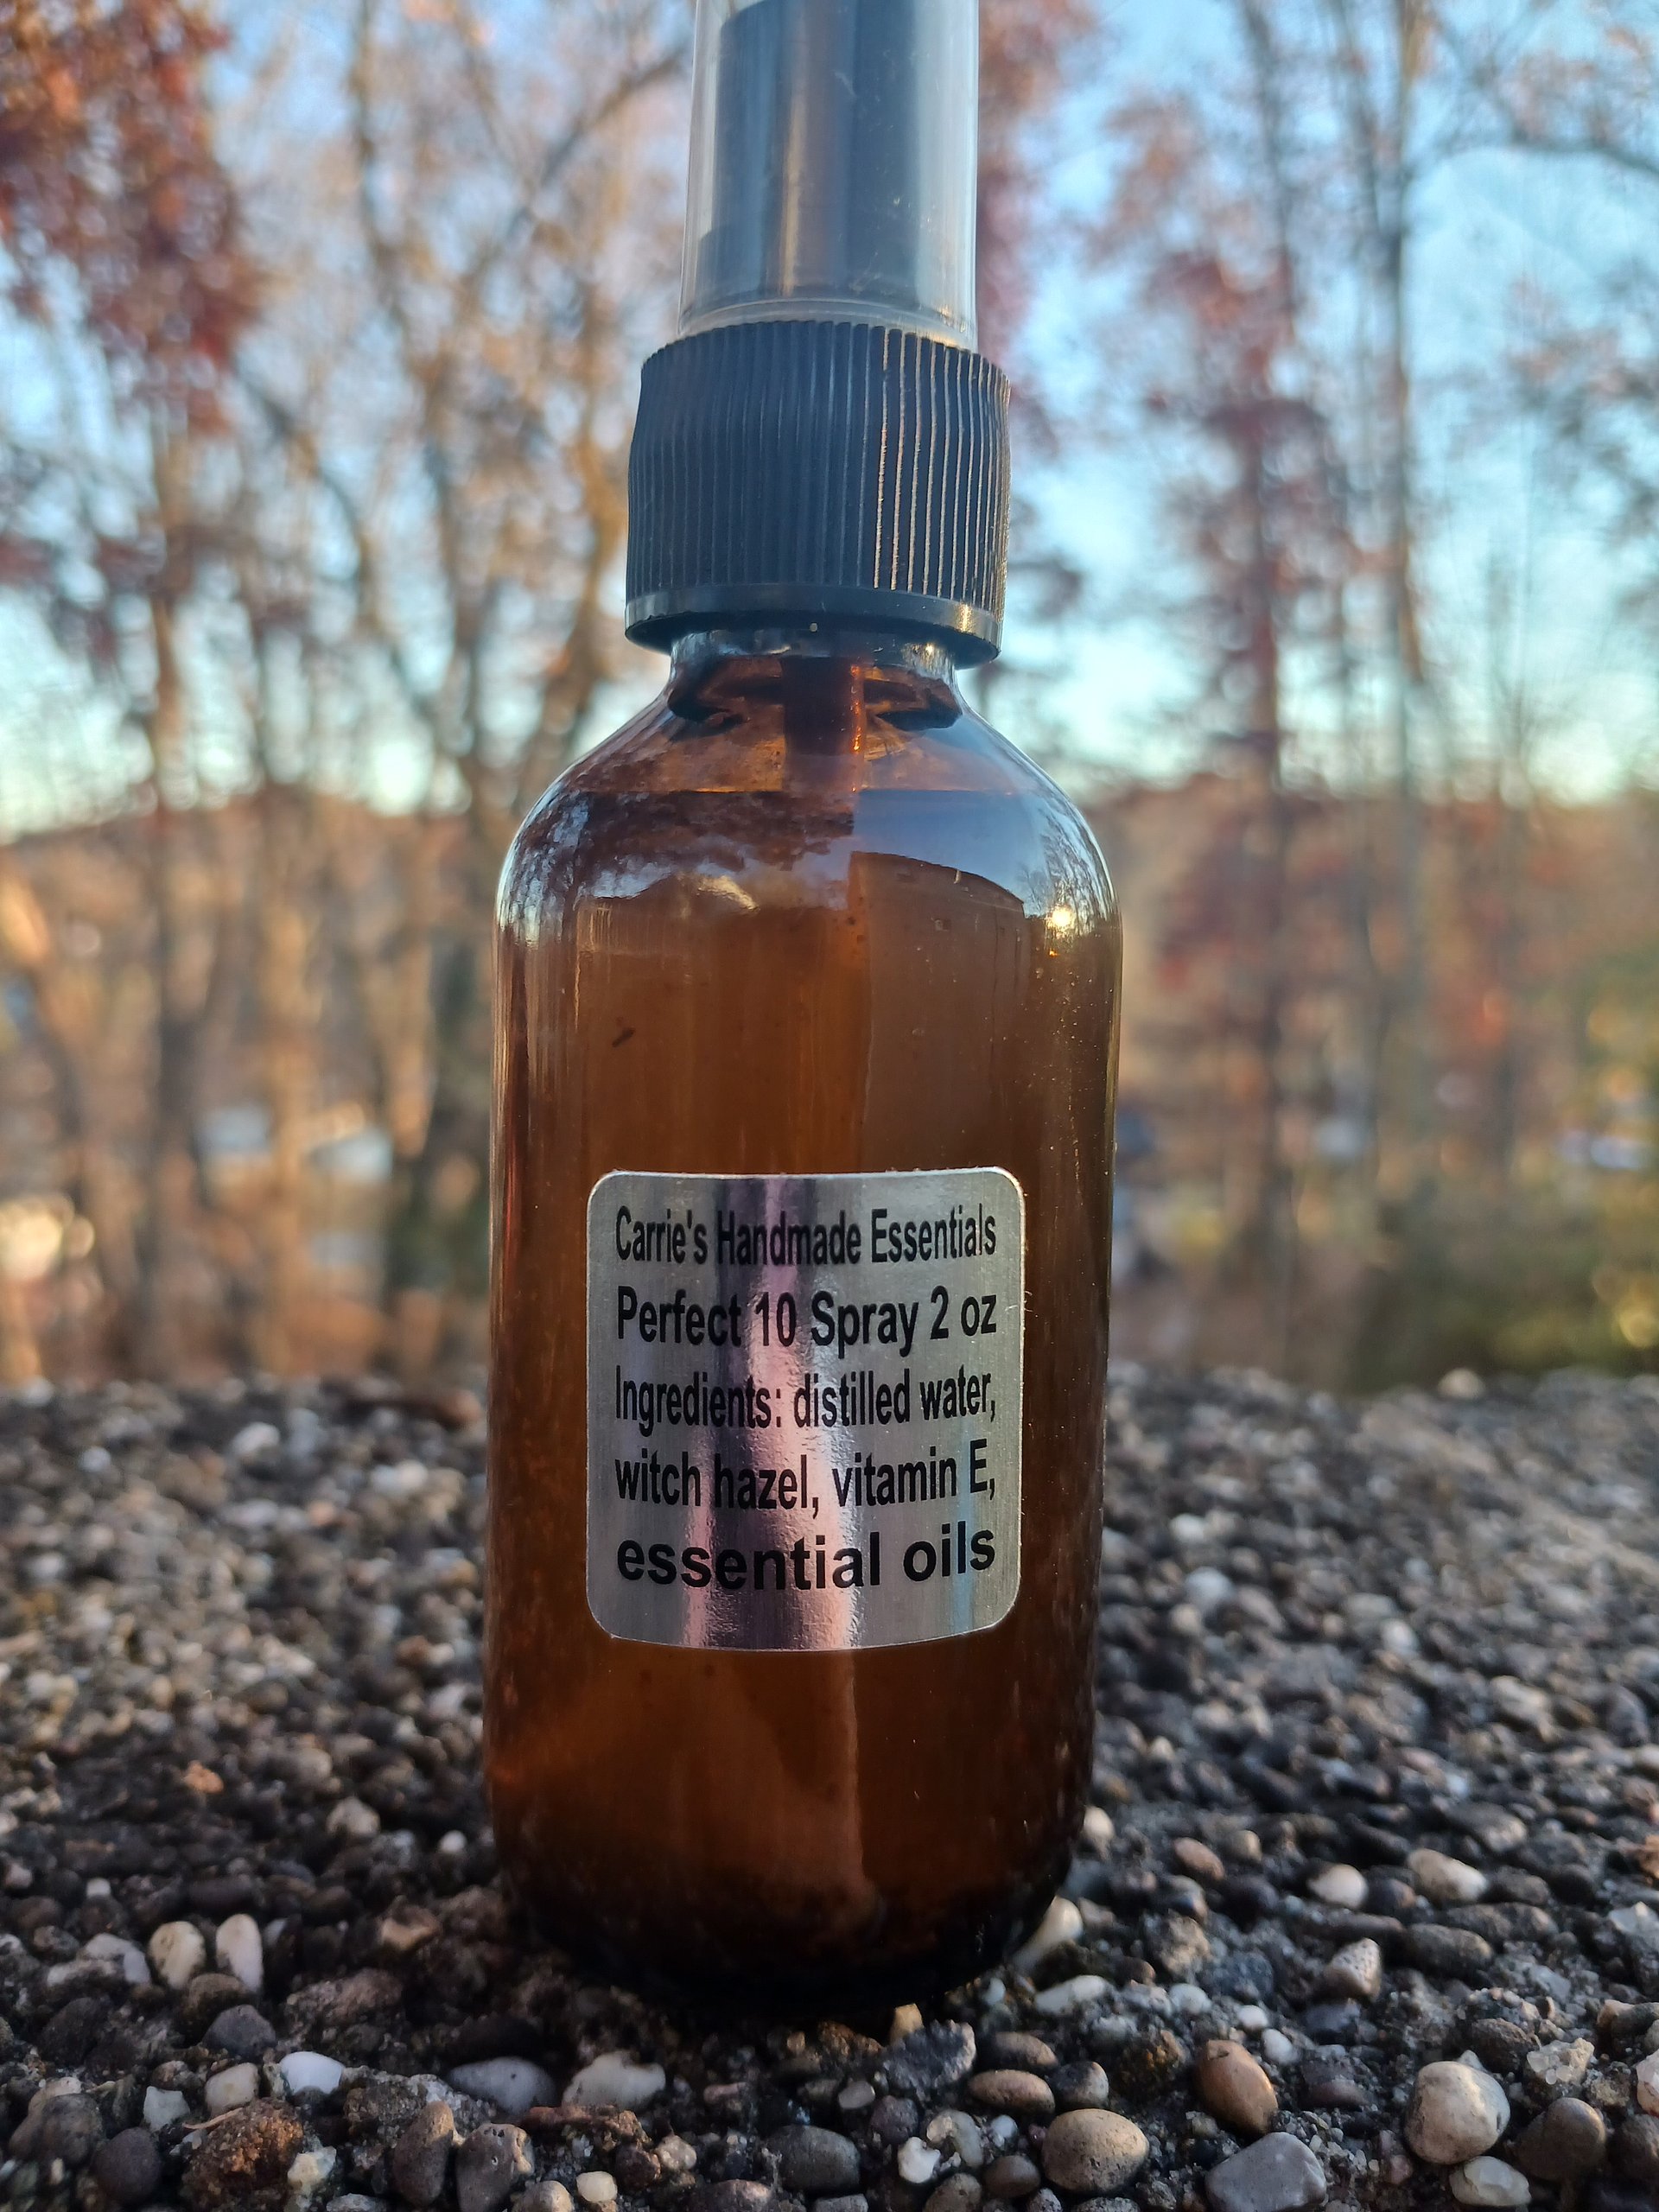 Carrie's Handmade Essentials
Perfect 10 Spray 2 oz
Ingredients: distilled water,
witch hazel, vitamin E,
essential oils